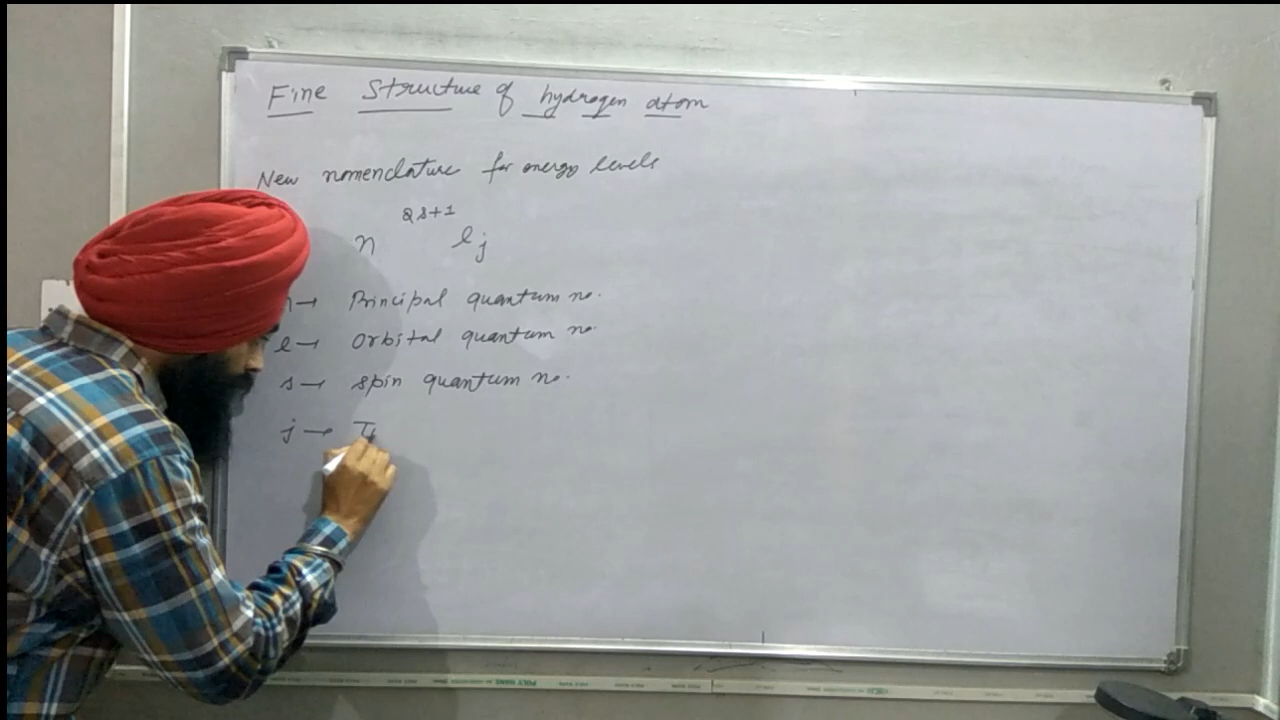 Fine Structure of hydrogen atom
New nomenclature for energy levels
2s+1
n l j
→ Principal quantum no.
l → Orbital quantum no.
s → spin quantum no.
j → T